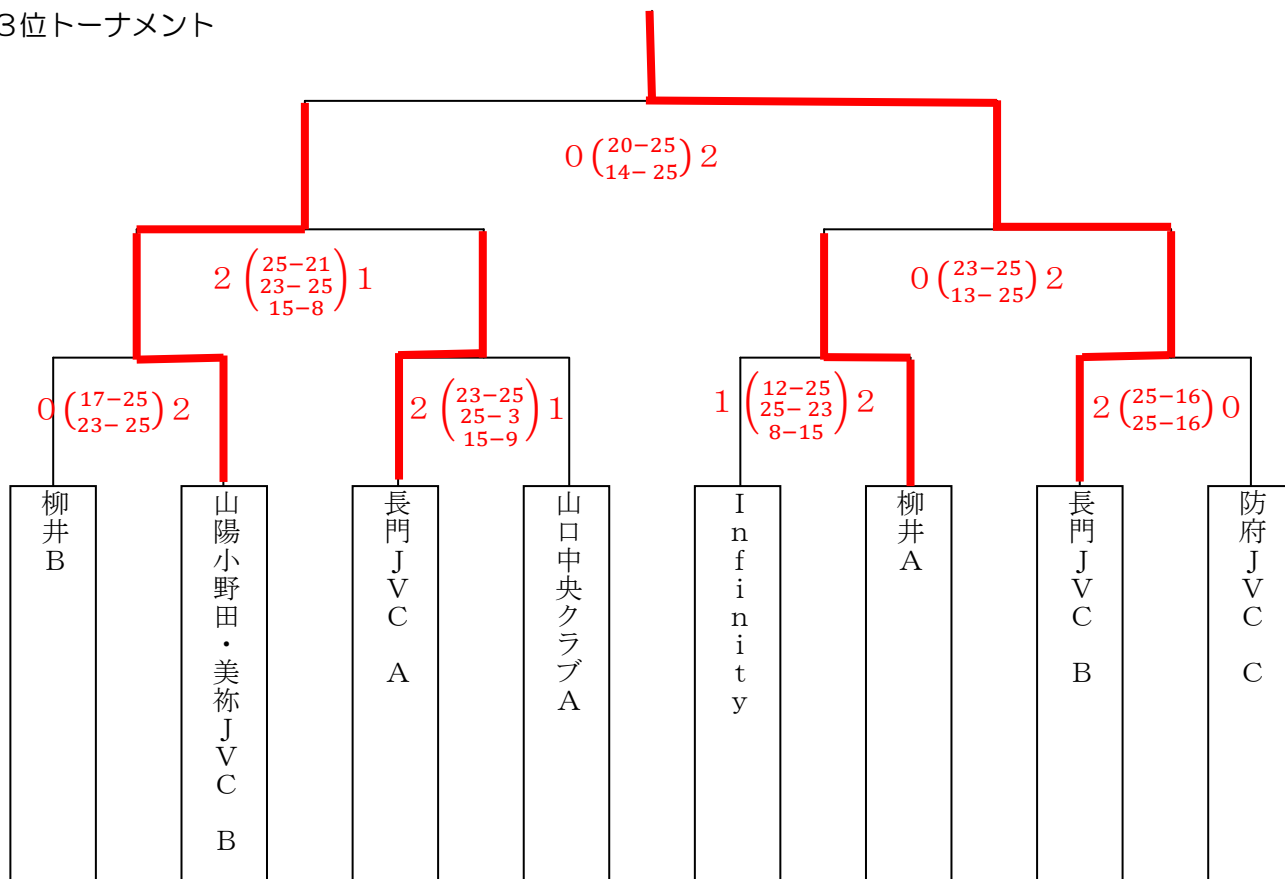 3位トーナメント
0 (20-25 14-25) 2
2 (25-21 23-25 15-8) 1
0 (23-25 13-25) 2
0 (17-25 23-25) 2
2 (23-25 25-3 15-9) 1
1 (12-25 25-23 8-15) 2
2 (25-16 25-16) 0
柳井B
山陽小野田・美祢JVC B
長門JVC A
山口中央クラブA
Infinity
柳井A
長門JVC B
防府JVC C